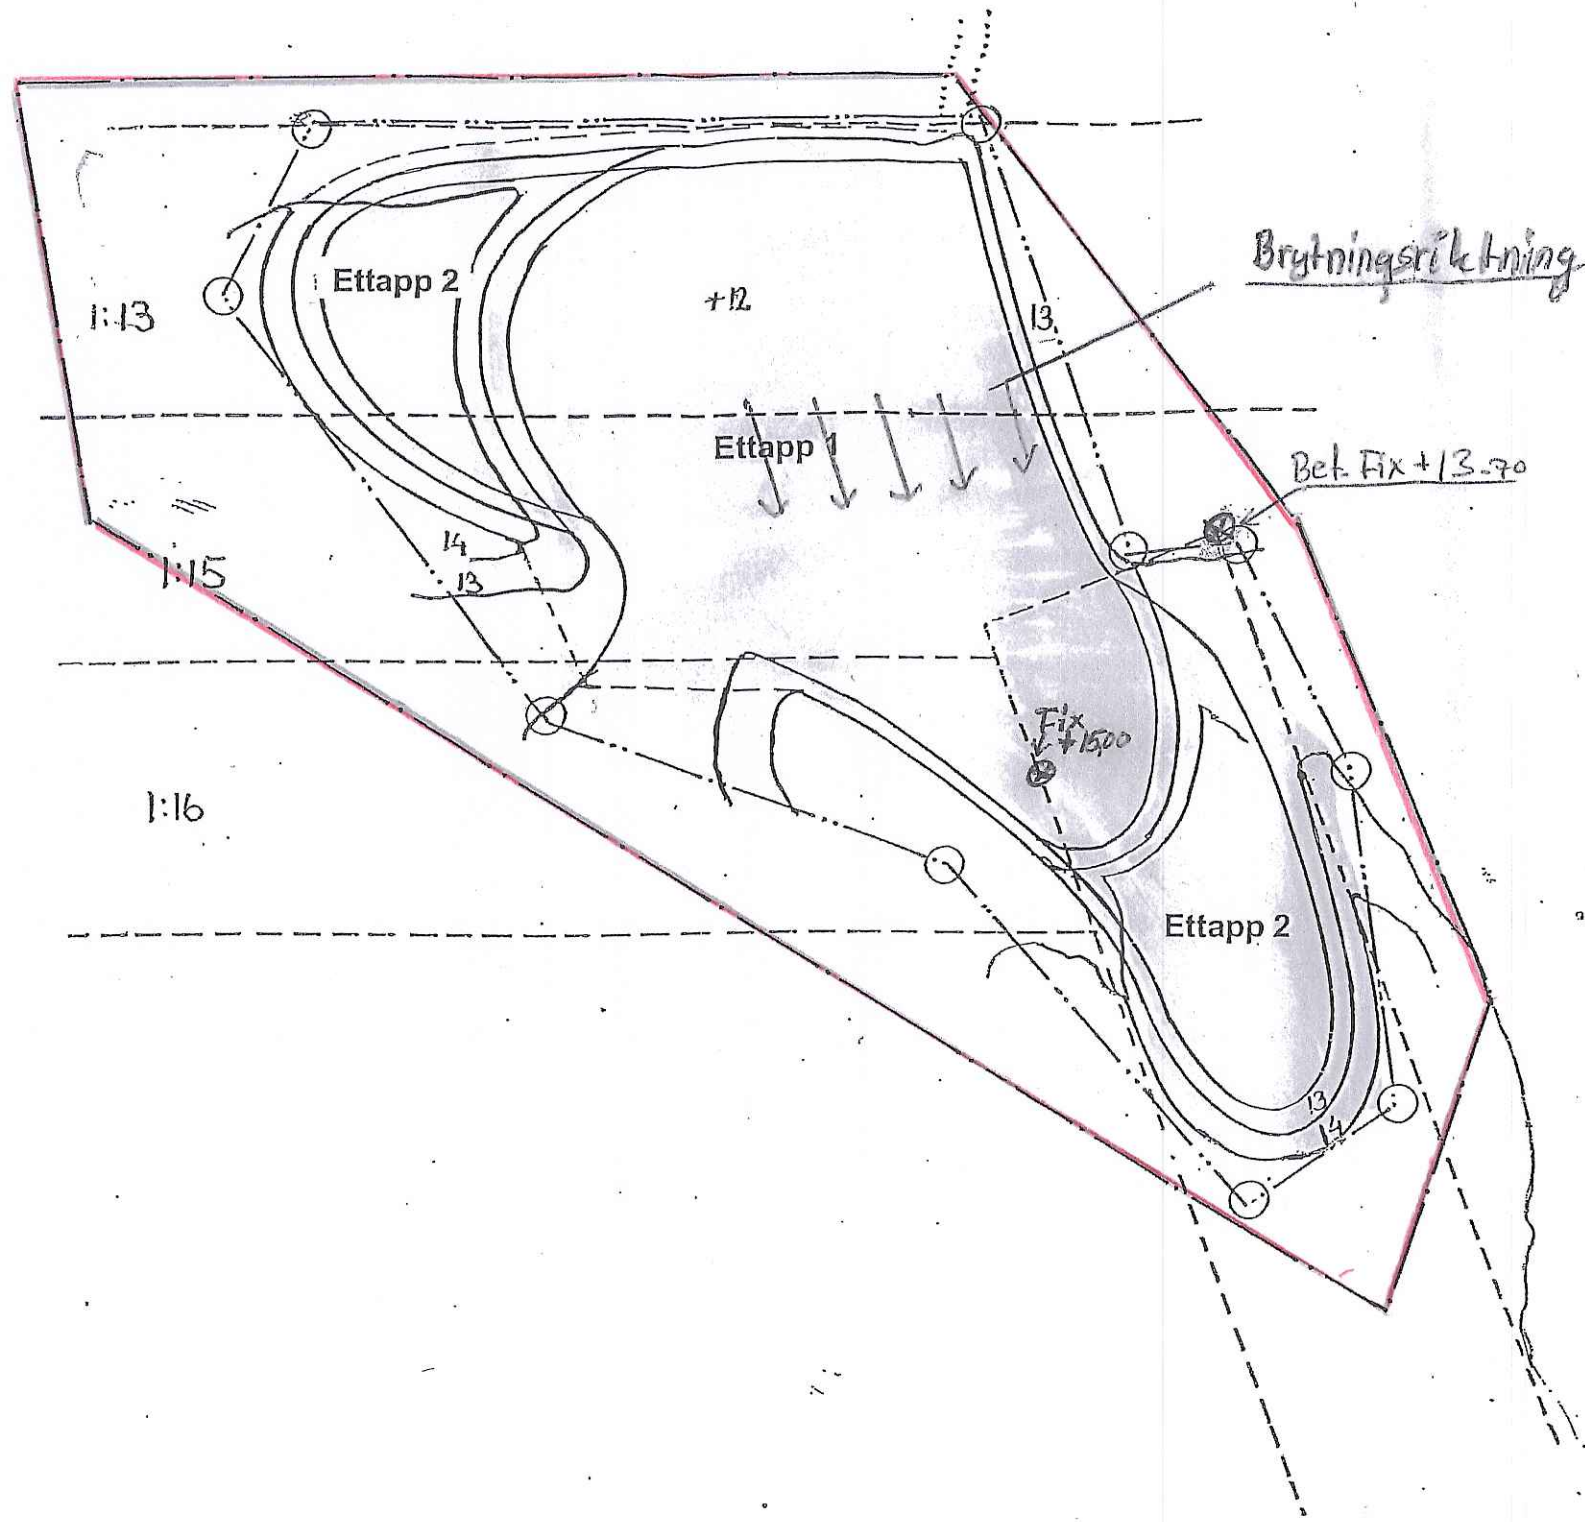 Brytningsriktning
Ettapp 2
1:13
+12
13
Ettapp 1
Bet. Fix +13.70
14
13
1:15
Fix
+15,00
1:16
Ettapp 2
13
14